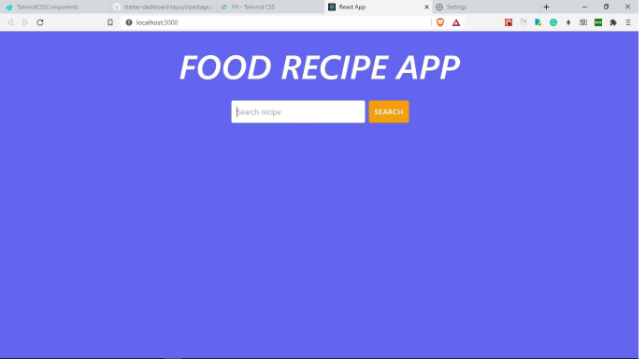 TailwindCSSComponents
starter-dashboard-layout/package.j
Fill - Tailwind CSS
React App
Settings
localhost:3000
FOOD RECIPE APP
Search recipe
SEARCH